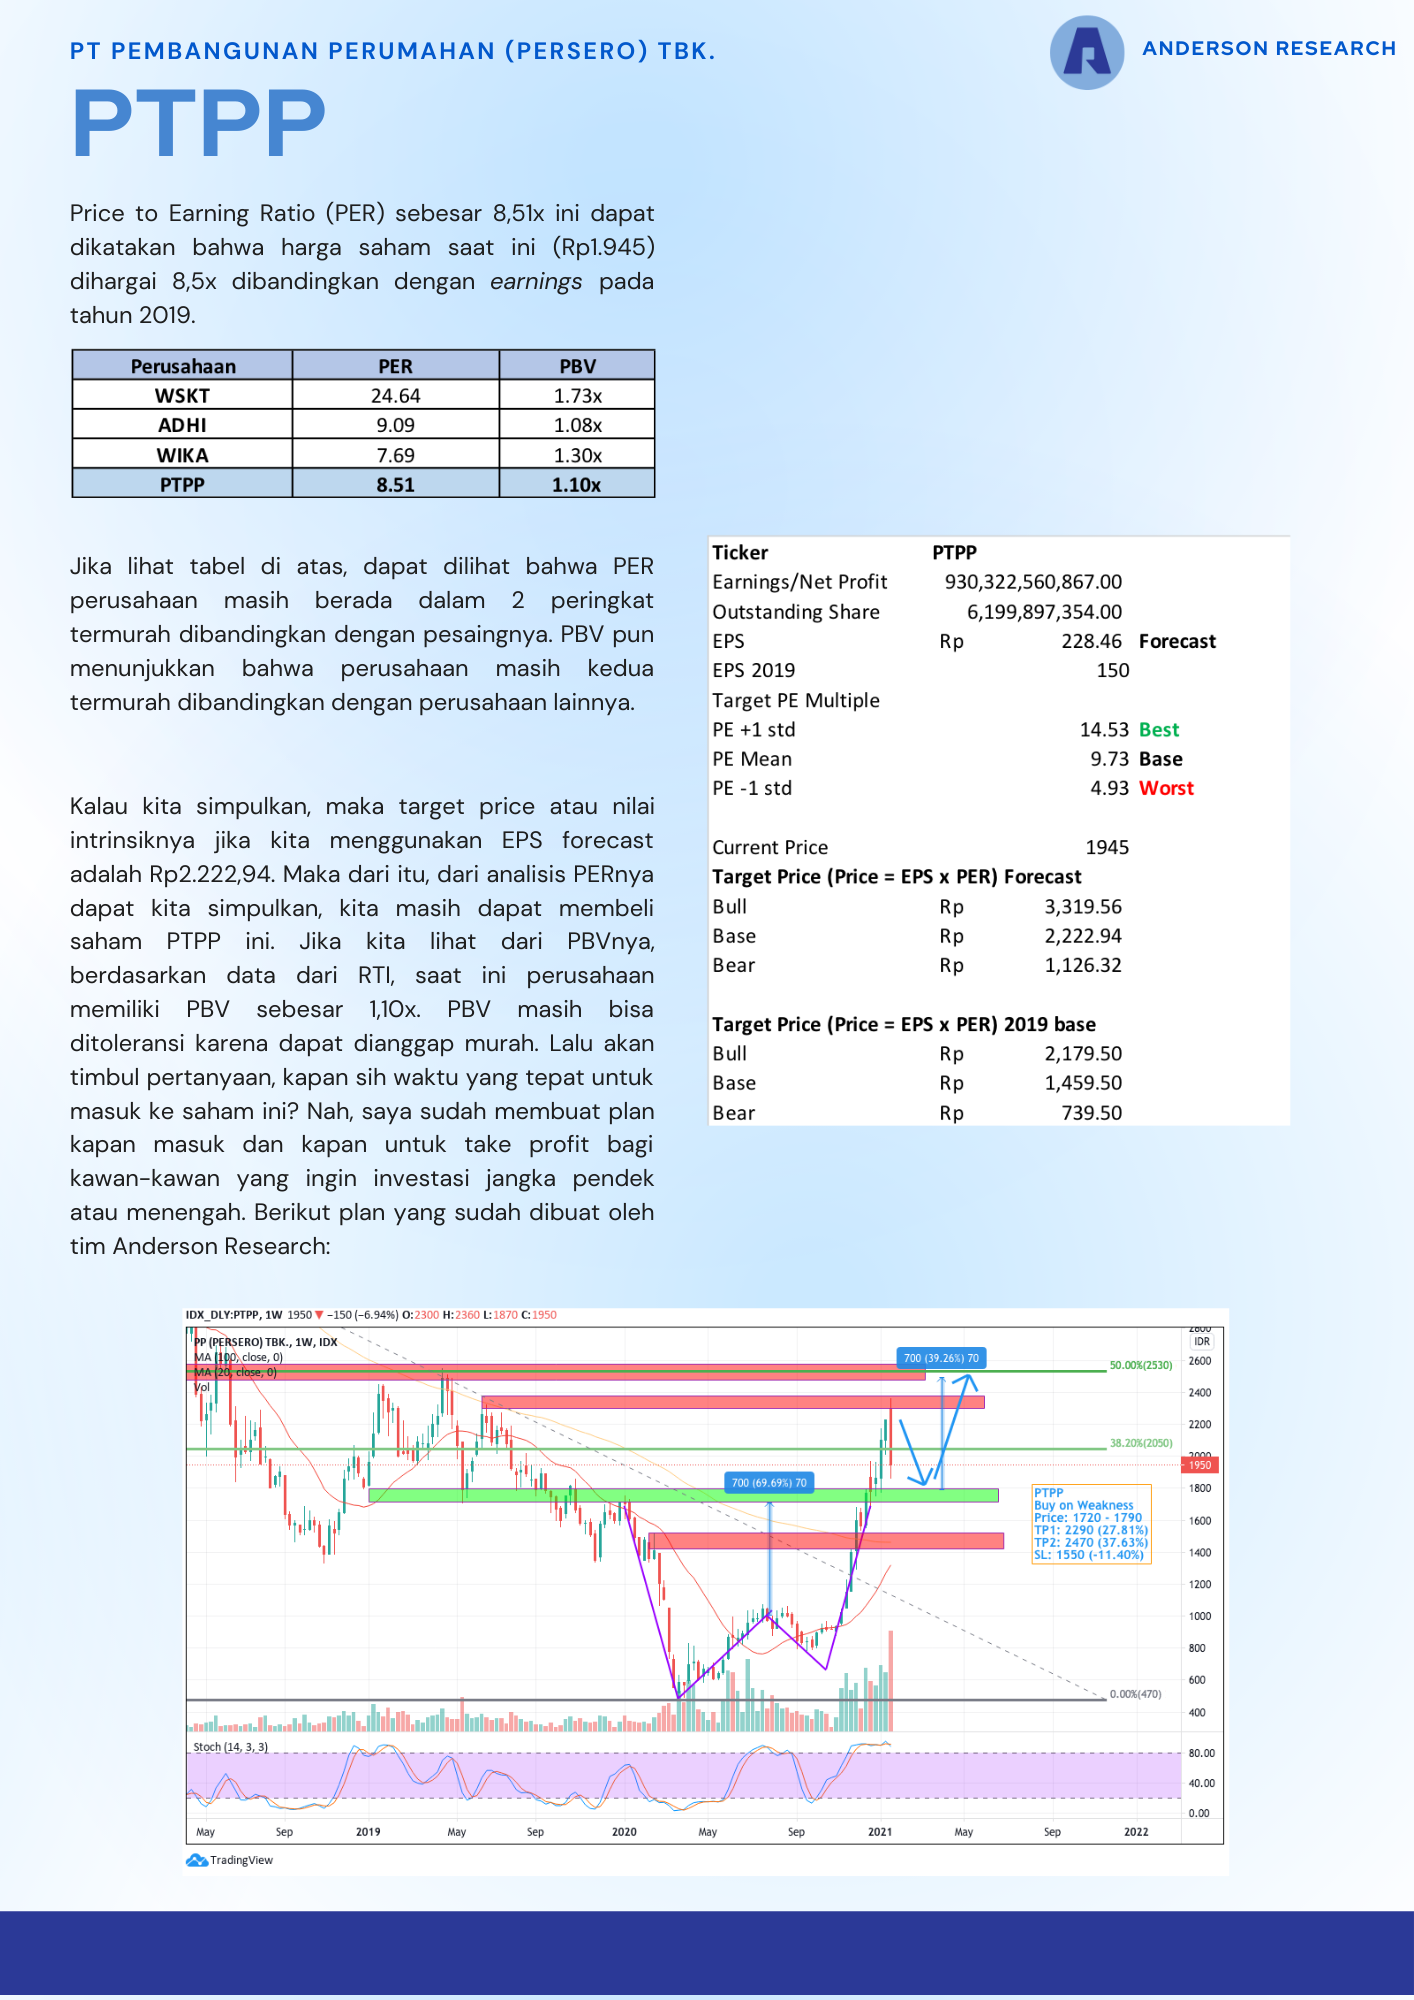 PT PEMBANGUNAN PERUMAHAN (PERSERO) TBK.
ANDERSON RESEARCH
PTPP
Price to Earning Ratio (PER) sebesar 8,51x ini dapat
dikatakan bahwa harga saham saat ini (Rp1.945)
dihargai 8,5x dibandingkan dengan earnings pada
tahun 2019.
Perusahaan PER PBV
WSKT 24.64 1.73x
ADHI 9.09 1.08x
WIKA 7.69 1.30x
PTPP 8.51 1.10x
Jika lihat tabel di atas, dapat dilihat bahwa PER
perusahaan masih berada dalam 2 peringkat
termurah dibandingkan dengan pesaingnya. PBV pun
menunjukkan bahwa perusahaan masih kedua
termurah dibandingkan dengan perusahaan lainnya.
Kalau kita simpulkan, maka target price atau nilai
intrinsiknya jika kita menggunakan EPS forecast
adalah Rp2.222,94. Maka dari itu, dari analisis PERnya
dapat kita simpulkan, kita masih dapat membeli
saham PTPP ini. Jika kita lihat dari PBVnya,
berdasarkan data dari RTI, saat ini perusahaan
memiliki PBV sebesar 1,10x. PBV masih bisa
ditoleransi karena dapat dianggap murah. Lalu akan
timbul pertanyaan, kapan sih waktu yang tepat untuk
masuk ke saham ini? Nah, saya sudah membuat plan
kapan masuk dan kapan untuk take profit bagi
kawan-kawan yang ingin investasi jangka pendek
atau menengah. Berikut plan yang sudah dibuat oleh
tim Anderson Research:
Ticker PTPP
Earnings/Net Profit 930,322,560,867.00
Outstanding Share 6,199,897,354.00
EPS Rp 228.46 Forecast
EPS 2019 150
Target PE Multiple
PE +1 std 14.53 Best
PE Mean 9.73 Base
PE -1 std 4.93 Worst
Current Price 1945
Target Price (Price = EPS x PER) Forecast
Bull Rp 3,319.56
Base Rp 2,222.94
Bear Rp 1,126.32
Target Price (Price = EPS x PER) 2019 base
Bull Rp 2,179.50
Base Rp 1,459.50
Bear Rp 739.50
IDX_DLY:PTPP, 1W 1950 ▼ −150 (−6.94%) O:2300 H:2360 L:1870 C:1950
PP (PERSERO) TBK., 1W, IDX
MA (100, close, 0)
MA (20, close, 0)
Vol
700 (39.26%) 70
700 (69.69%) 70
50.00%(2530)
38.20%(2050)
0.00%(470)
PTPP
Buy on Weakness
Price: 1720 - 1790
TP1: 2290 (27.81%)
TP2: 2470 (37.63%)
SL: 1550 (-11.40%)
2800
IDR
2600
2400
2200
2000
1950
1800
1600
1400
1200
1000
800
600
400
Stoch (14, 3, 3)
80.00
40.00
0.00
May Sep 2019 May Sep 2020 May Sep 2021 May Sep 2022
TradingView